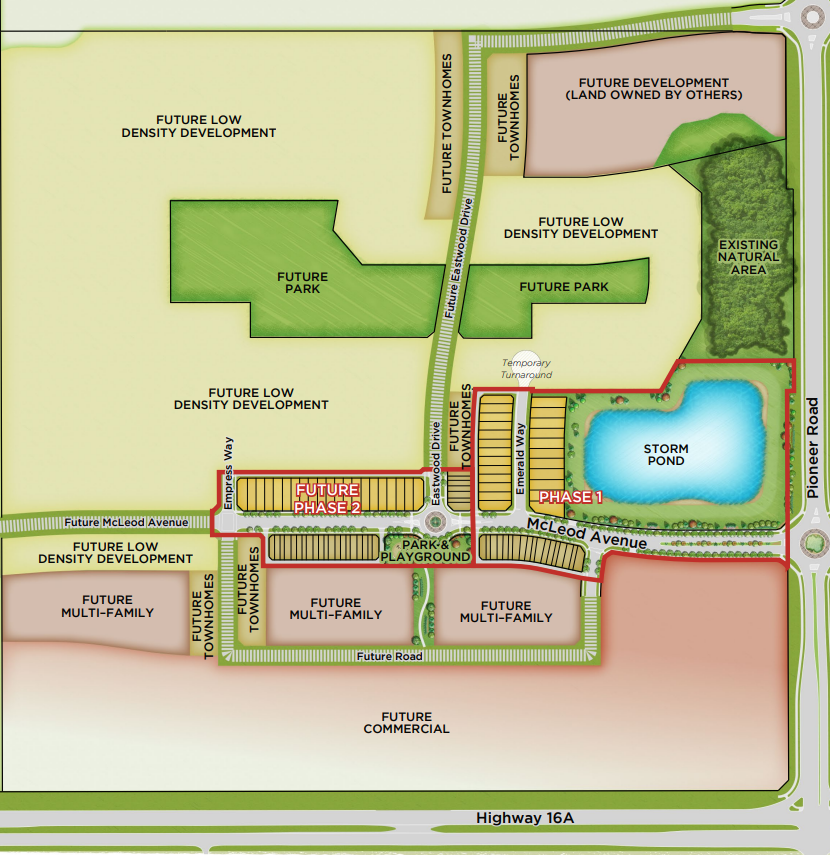 FUTURE TOWNHOMES
FUTURE
TOWNHOMES
FUTURE DEVELOPMENT
(LAND OWNED BY OTHERS)
FUTURE LOW
DENSITY DEVELOPMENT
FUTURE LOW
DENSITY DEVELOPMENT
EXISTING
NATURAL
AREA
Future Eastwood Drive
FUTURE
PARK
FUTURE PARK
Temporary
Turnaround
FUTURE LOW
DENSITY DEVELOPMENT
FUTURE
TOWNHOMES
Eastwood Drive
Emerald Way
Empress Way
STORM
POND
Pioneer Road
FUTURE
PHASE 2
PHASE 1
Future McLeod Avenue
McLeod Avenue
PARK &
PLAYGROUND
FUTURE LOW
DENSITY DEVELOPMENT
FUTURE
MULTI-FAMILY
FUTURE
TOWNHOMES
FUTURE
TOWNHOMES
FUTURE
MULTI-FAMILY
FUTURE
MULTI-FAMILY
Future Road
FUTURE
COMMERCIAL
Highway 16A